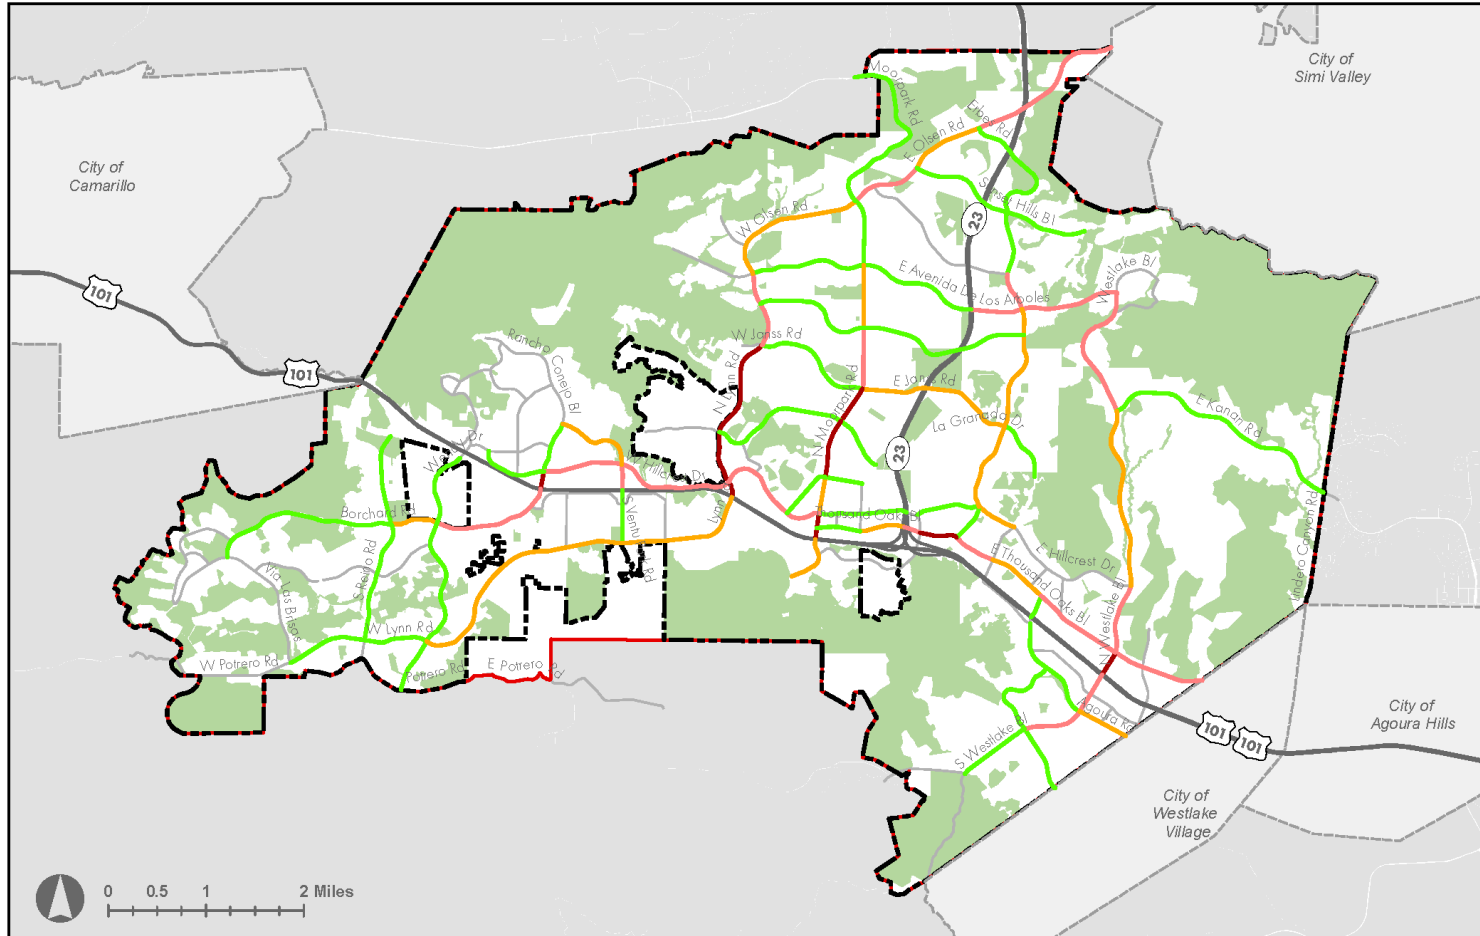 City of
Simi Valley
Moorpark Rd
Erbes Rd
E Olsen Rd
City of
Camarillo
Sunset Hills Bl
W Olsen Rd
23
E Avenida De Los Arboles
Westlake Bl
101
Rancho Conejo Bl
W Janss Rd
101
N Lynn Rd
N Moorpark Rd
E Janss Rd
E Kanan Rd
La Granada Dr
23
W Hillcrest Dr
Lynn
Borchard Rd
Thousand Oaks Bl
S Reino Rd
Via Las Brisas
E Hillcrest Dr
E Thousand Oaks Bl
Lindero Canyon Rd
N Westlake Bl
W Lynn Rd
W Potrero Rd
Potrero Rd
E Potrero Rd
S Westlake Bl
Agoura Rd
101
101
City of
Agoura Hills
City of
Westlake
Village
0 0.5 1 2 Miles